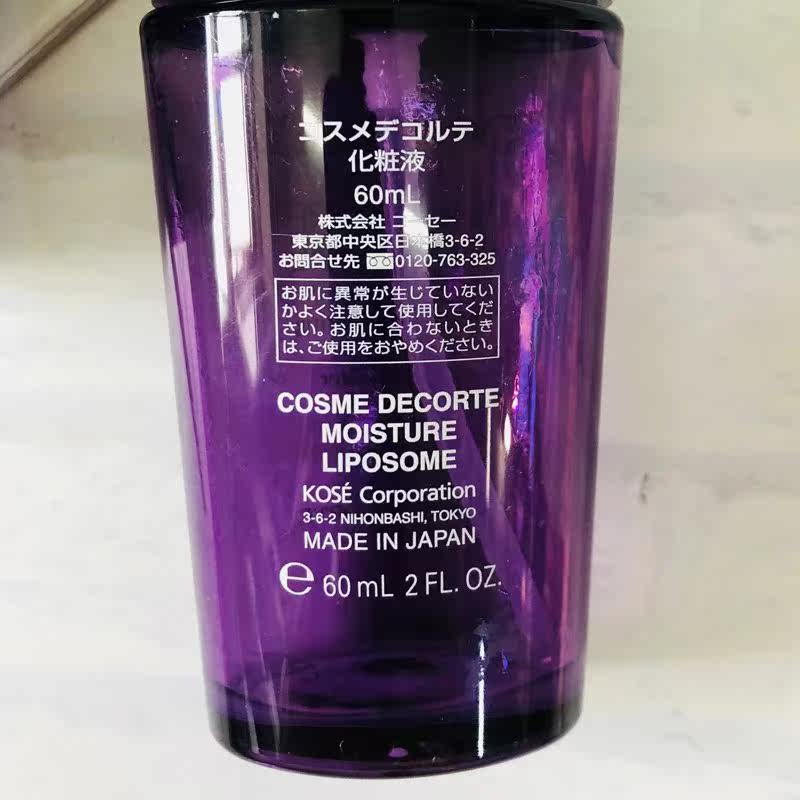 コスメデコルテ
化粧液
60mL
株式会社 コーセー
東京都中央区日本橋3-6-2
お問合せ先 0120-763-325
お肌に異常が生じていない
かよく注意して使用してくだ
さい。お肌に合わないとき
は、ご使用をおやめください。
COSME DECORTE
MOISTURE
LIPOSOME
KOSÉ Corporation
3-6-2 NIHONBASHI, TOKYO
MADE IN JAPAN
℮ 60 mL 2 FL. OZ.